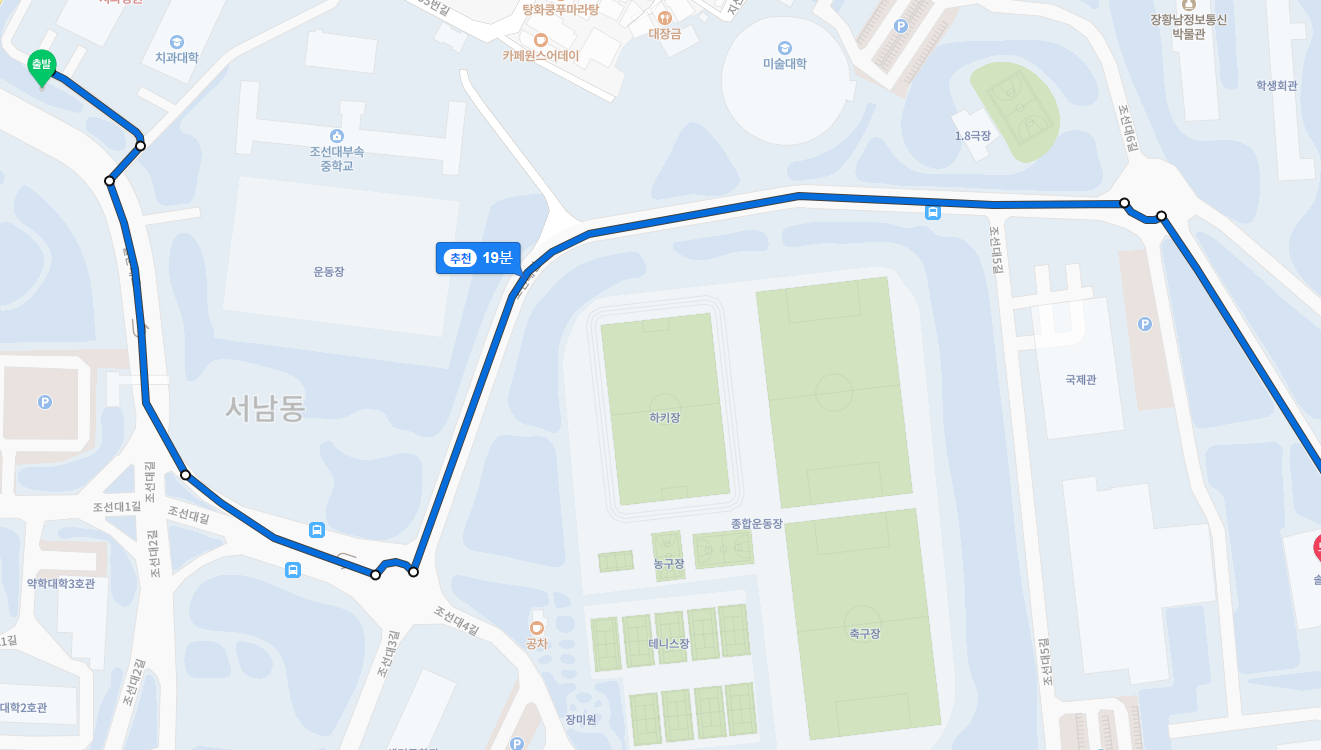 탕화쿵푸마라탕
대장금
카페원스어데이
치과대학
출발
P
미술대학
장황남정보통신
박물관
학생회관
1.8극장
조선대6길
조선대부속
중학교
추천 19분
운동장
조선대5길
P
국제관
P
서남동
하키장
조선대길
조선대1길
조선대길
종합운동장
조선대2길
농구장
약학대학3호관
조선대4길
공차
테니스장
축구장
조선대3길
조선대5길
조선대2길
대학2호관
장미원
P